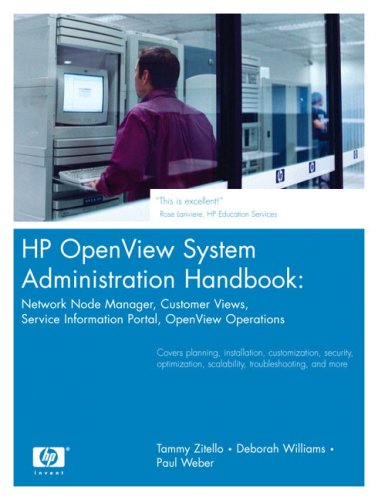 "This is excellent!"
Rose Lariviere, HP Education Services
HP OpenView System
Administration Handbook:
Network Node Manager, Customer Views,
Service Information Portal, OpenView Operations
Covers planning, installation, customization, security,
optimization, scalability, troubleshooting, and more
hp
invent
Tammy Zitello • Deborah Williams •
Paul Weber